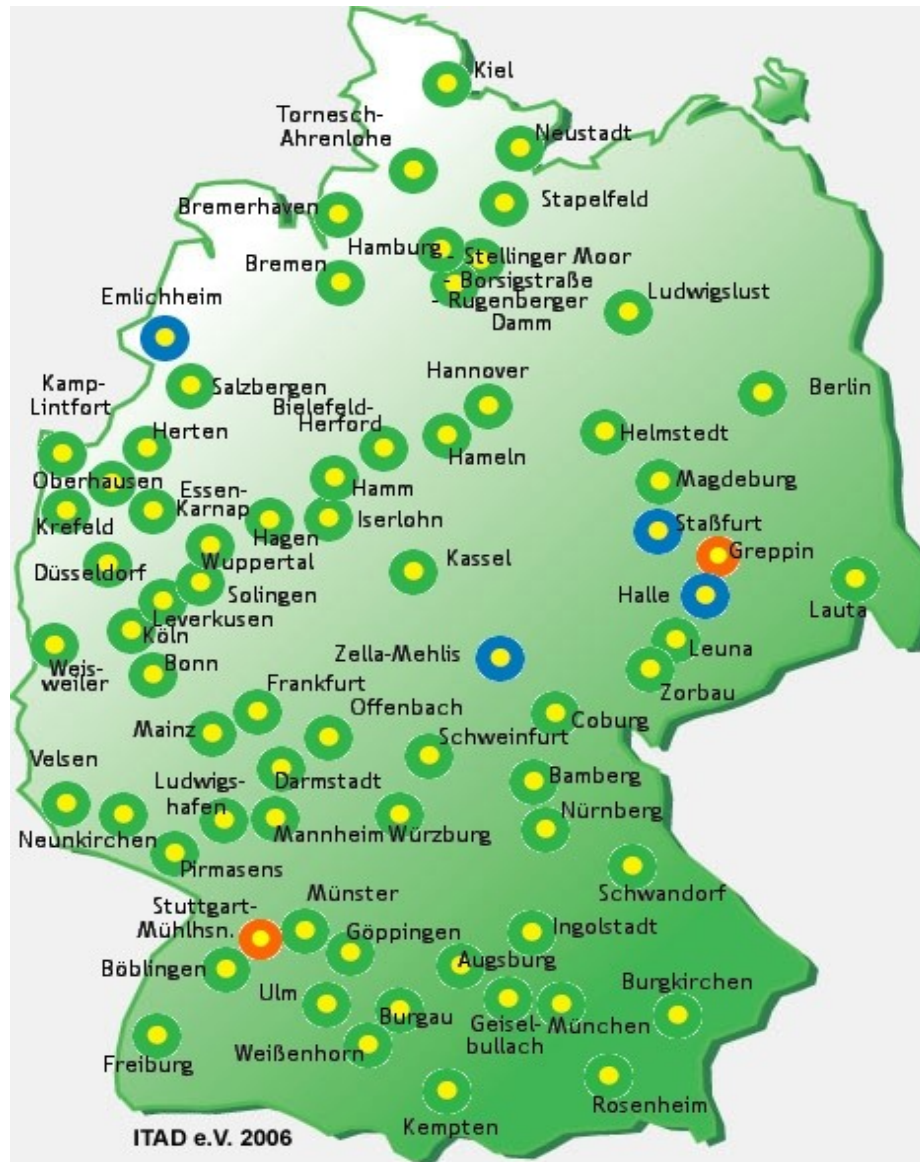 Kiel
Tornesch-
Ahrenlohe
Neustadt
Bremerhaven
Stapelfeld
Hamburg
- Stellinger Moor
- Borsigstraße
- Rugenberger
Damm
Bremen
Emlichheim
Ludwigslust
Kamp-
Lintfort
Salzbergen
Hannover
Berlin
Bielefeld-
Herford
Herten
Hameln
Helmstedt
Oberhausen
Essen-
Karnap
Hamm
Magdeburg
Krefeld
Hagen
Iserlohn
Staßfurt
Greppin
Düsseldorf
Wuppertal
Kassel
Solingen
Halle
Lauta
Leverkusen
Köln
Leuna
Weis-
weiler
Bonn
Zella-Mehlis
Zorbau
Frankfurt
Offenbach
Mainz
Schweinfurt
Coburg
Velsen
Ludwigs-
hafen
Darmstadt
Bamberg
Neunkirchen
Mannheim
Würzburg
Nürnberg
Pirmasens
Schwandorf
Stuttgart-
Mühlhsn.
Münster
Göppingen
Ingolstadt
Böblingen
Augsburg
Ulm
Burgau
Geisel-
bullach
München
Burgkirchen
Freiburg
Weißenhorn
Kempten
Rosenheim
ITAD e.V. 2006